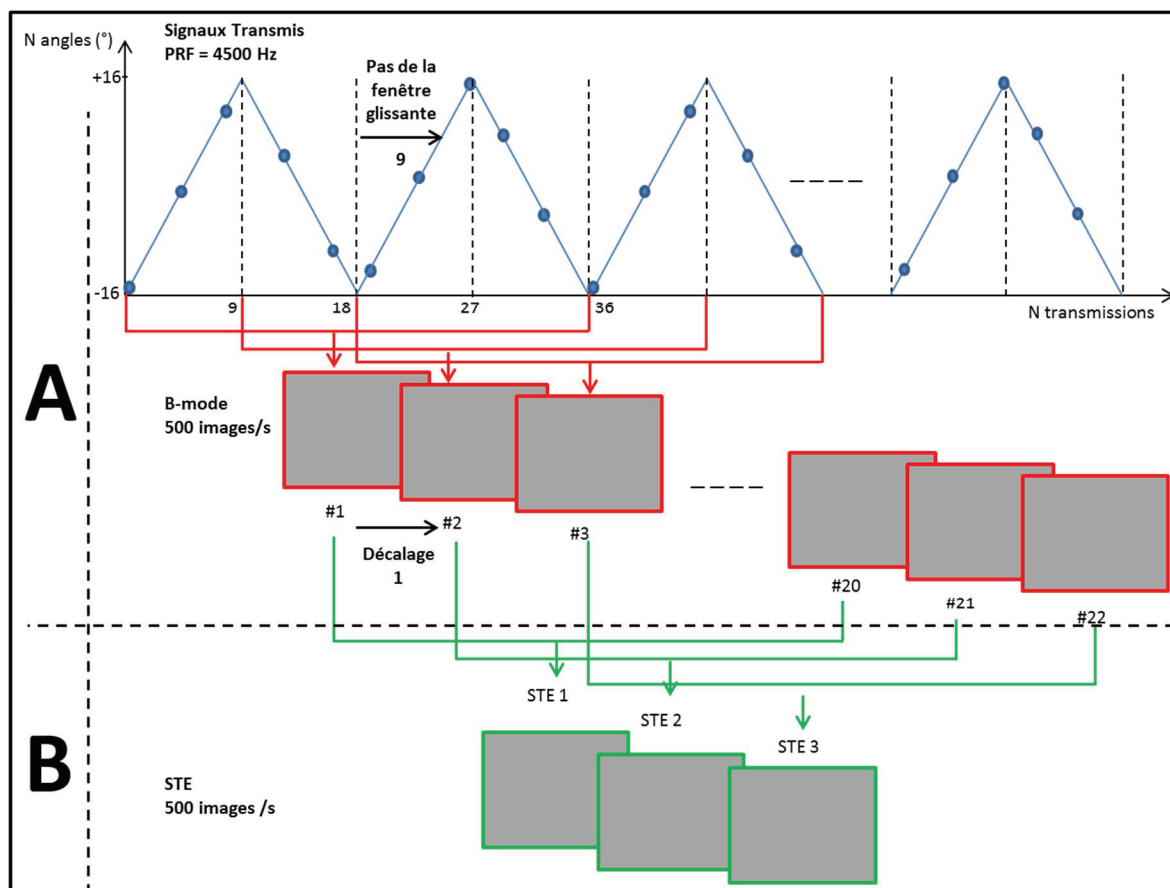 N angles (°)
Signaux Transmis
PRF = 4500 Hz
+16
Pas de la
fenêtre
glissante
9
-16
9
18
27
36
N transmissions
A
B-mode
500 images/s
#1
#2
#3
Décalage
1
#20
#21
#22
STE 1
STE 2
STE 3
B
STE
500 images /s